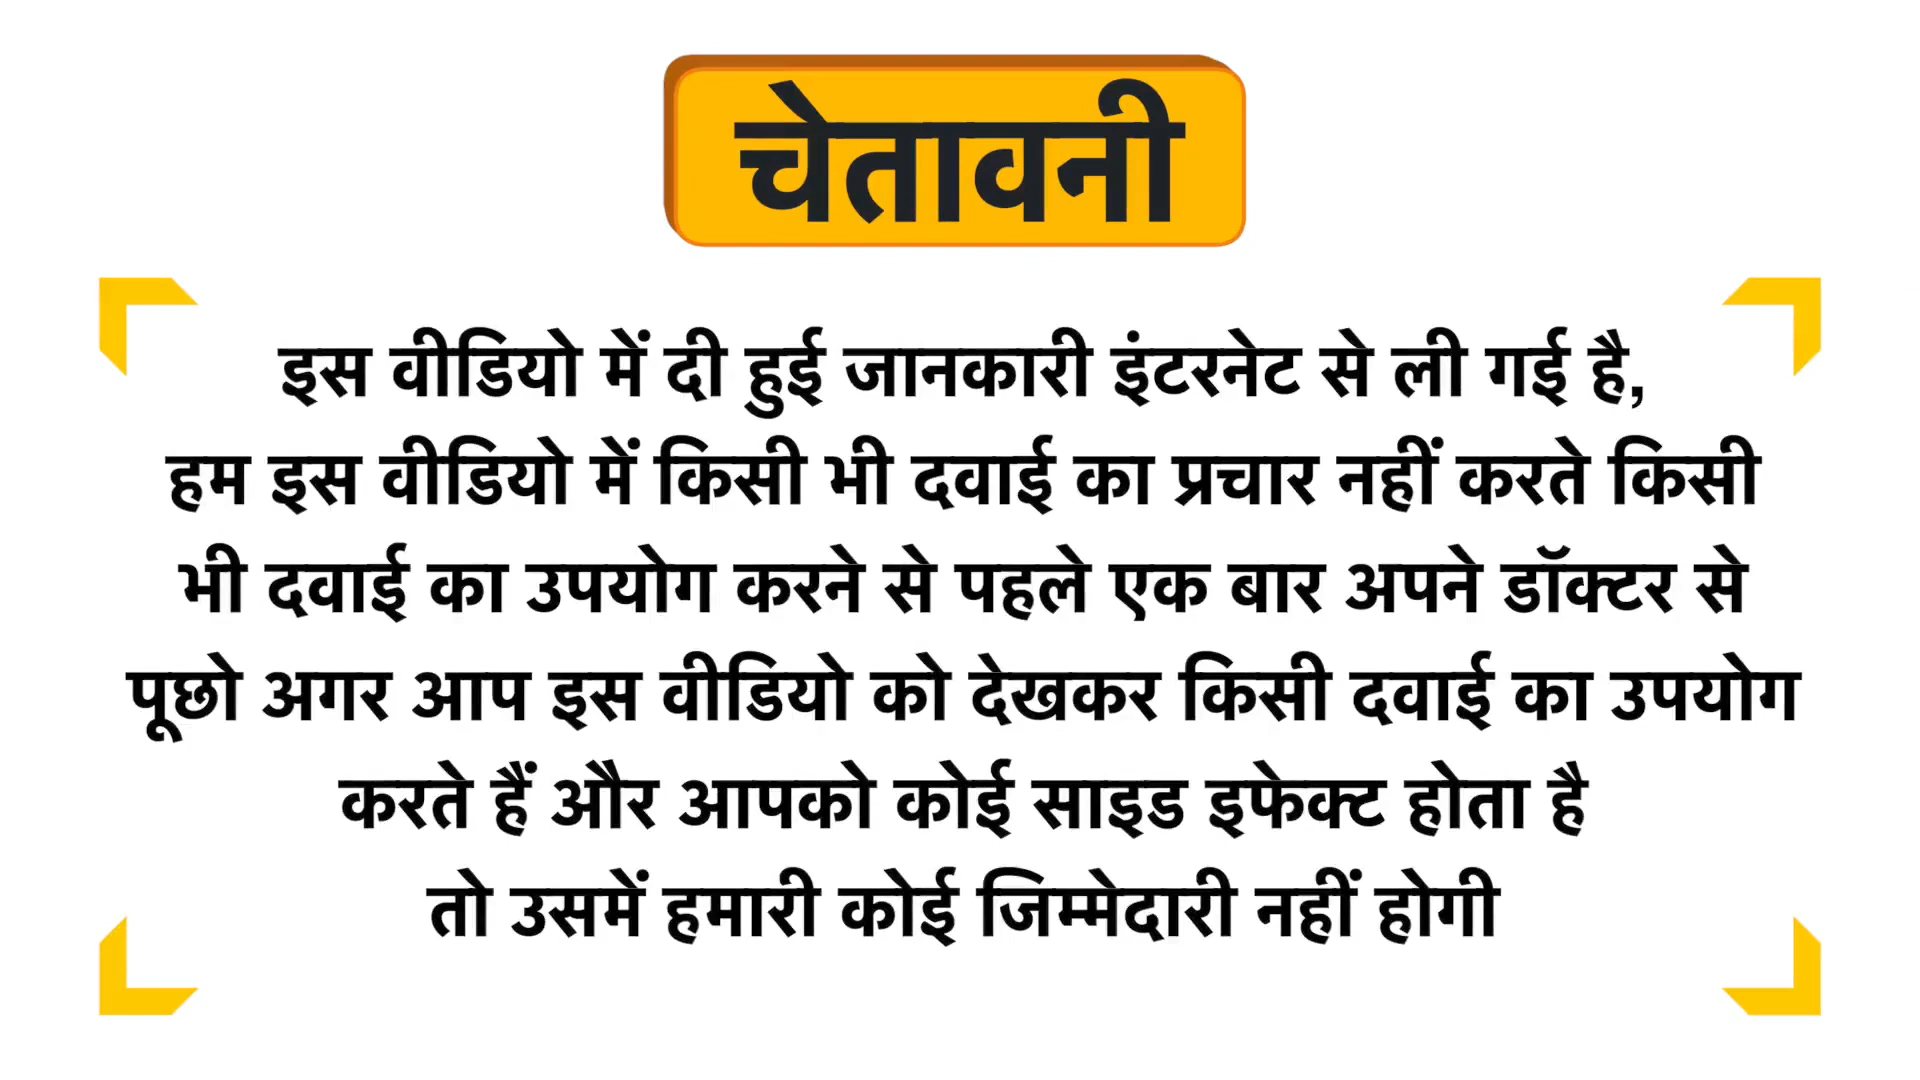 चेतावनी
इस वीडियो में दी हुई जानकारी इंटरनेट से ली गई है,
हम इस वीडियो में किसी भी दवाई का प्रचार नहीं करते किसी
भी दवाई का उपयोग करने से पहले एक बार अपने डॉक्टर से
पूछो अगर आप इस वीडियो को देखकर किसी दवाई का उपयोग
करते हैं और आपको कोई साइड इफेक्ट होता है
तो उसमें हमारी कोई जिम्मेदारी नहीं होगी